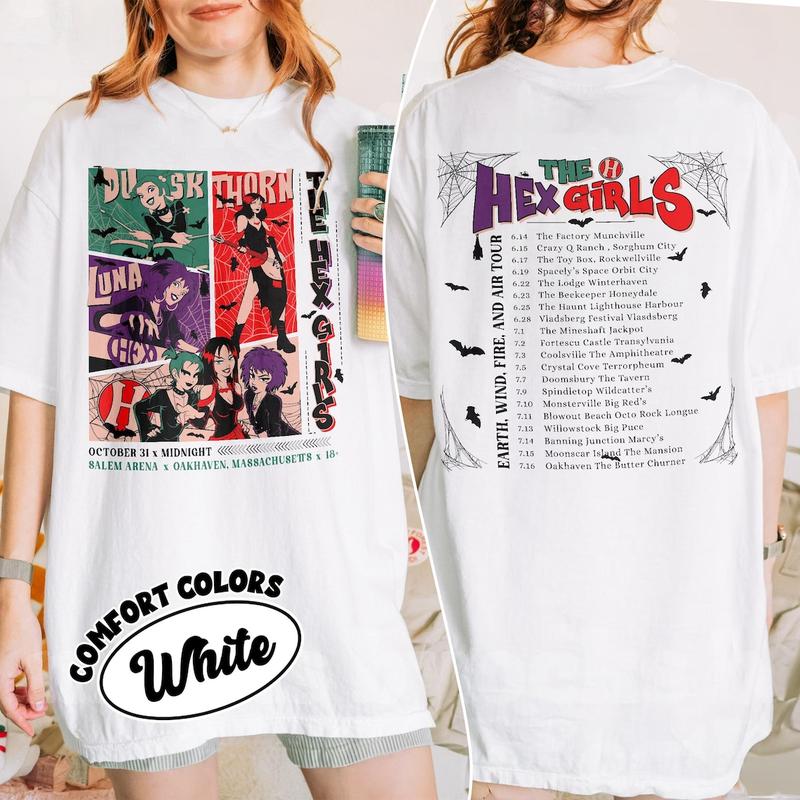 DUSK
THORN
LUNA
HEX
H
THE HEX GIRLS
OCTOBER 31 x MIDNIGHT
SALEM ARENA x OAKHAVEN, MASSACHUSETTS x 18+
COMFORT COLORS
White
THE H
HEX GiRLS
EARTH, WIND, FIRE, AND AIR TOUR
6.14 The Factory Munchville
6.15 Crazy Q Ranch , Sorghum City
6.17 The Toy Box, Rockwellville
6.19 Spacely's Space Orbit City
6.22 The Lodge Winterhaven
6.23 The Beekeeper Honeydale
6.25 The Haunt Lighthouse Harbour
6.28 Vladsberg Festival Vlasdsberg
7.1 The Mineshaft Jackpot
7.2 Fortescu Castle Transylvania
7.3 Coolsville The Amphitheatre
7.5 Crystal Cove Terrorpheum
7.7 Doomsbury The Tavern
7.9 Spindletop Wildcatter's
7.10 Monsterville Big Red's
7.11 Blowout Beach Octo Rock Longue
7.13 Willowstock Big Puce
7.14 Banning Junction Marcy's
7.15 Moonscar Island The Mansion
7.16 Oakhaven The Butter Churner